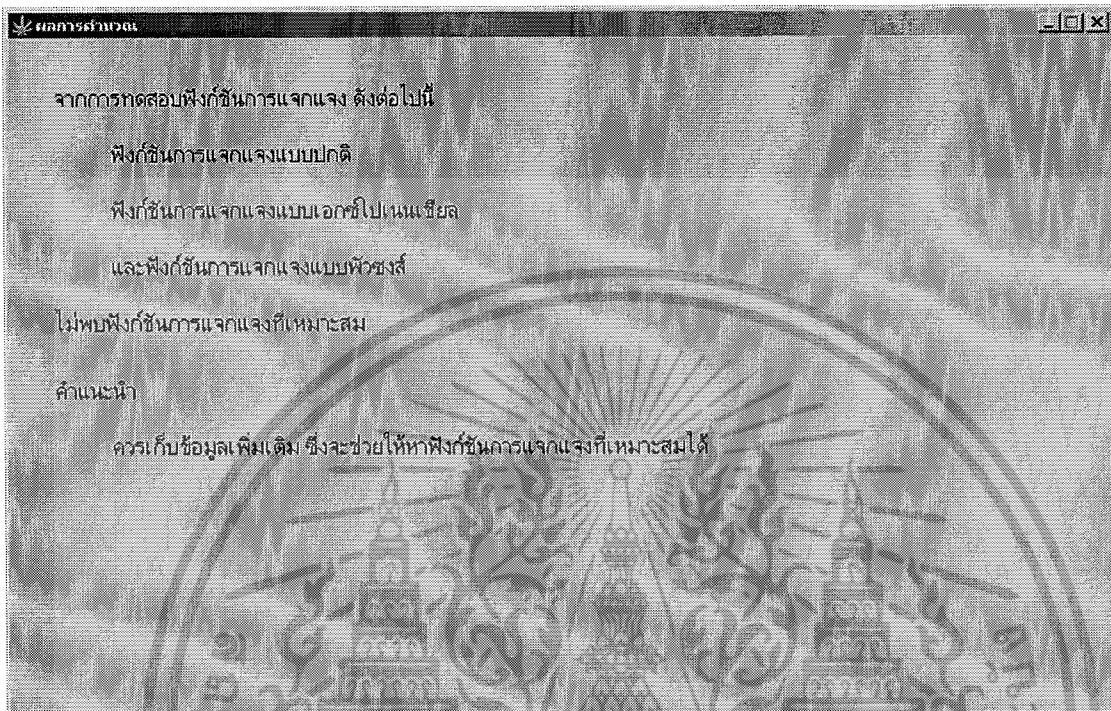 ผลการคำนวณ
จากการทดสอบฟังก์ชันการแจกแจง ดังต่อไปนี้
ฟังก์ชันการแจกแจงแบบปกติ
ฟังก์ชันการแจกแจงแบบเอกซ์โปเนนเชียล
และฟังก์ชันการแจกแจงแบบพัวซงส์
ไม่พบฟังก์ชันการแจกแจงที่เหมาะสม
คำแนะนำ
ควรเก็บข้อมูลเพิ่มเติม ซึ่งจะช่วยให้หาฟังก์ชันการแจกแจงที่เหมาะสมได้